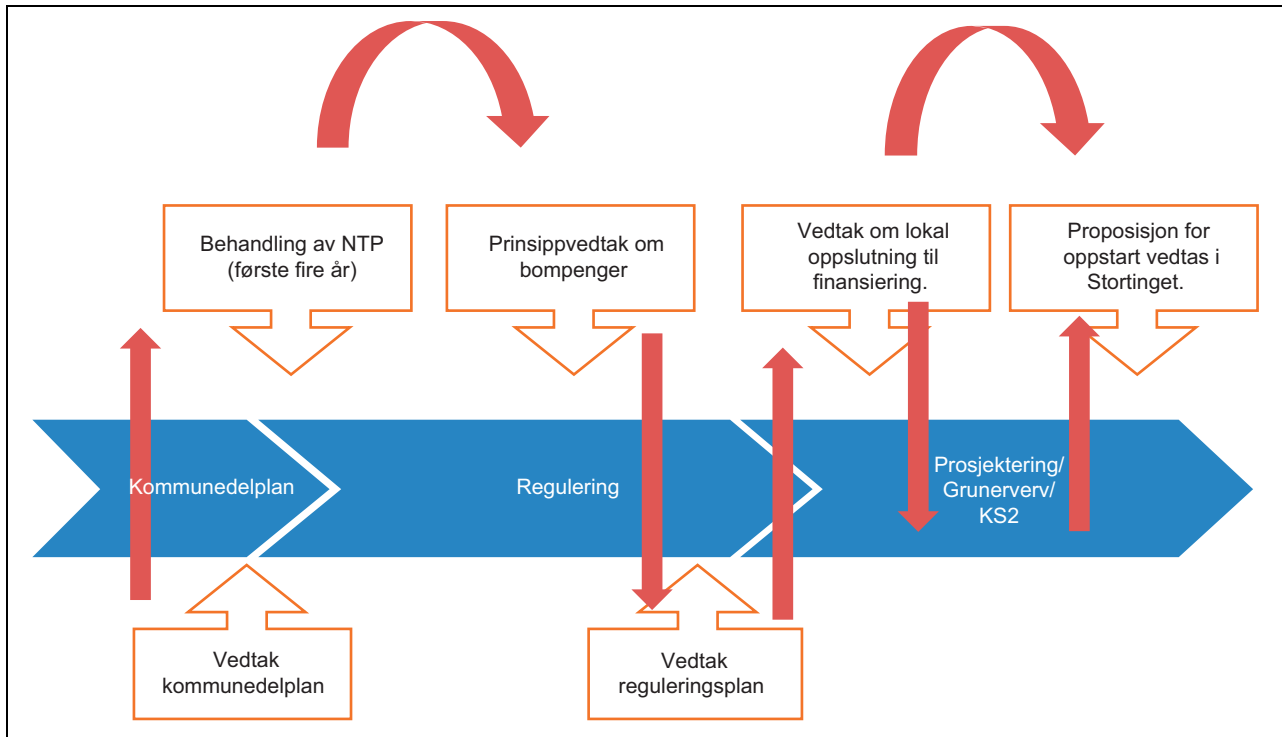 Behandling av NTP
(første fire år)
Prinsippvedtak om
bompenger
Vedtak om lokal
oppslutning til
finansiering.
Proposisjon for
oppstart vedtas i
Stortinget.
Kommunedelplan
Regulering
Prosjektering/
Grunerverv/
KS2
Vedtak
kommunedelplan
Vedtak
reguleringsplan